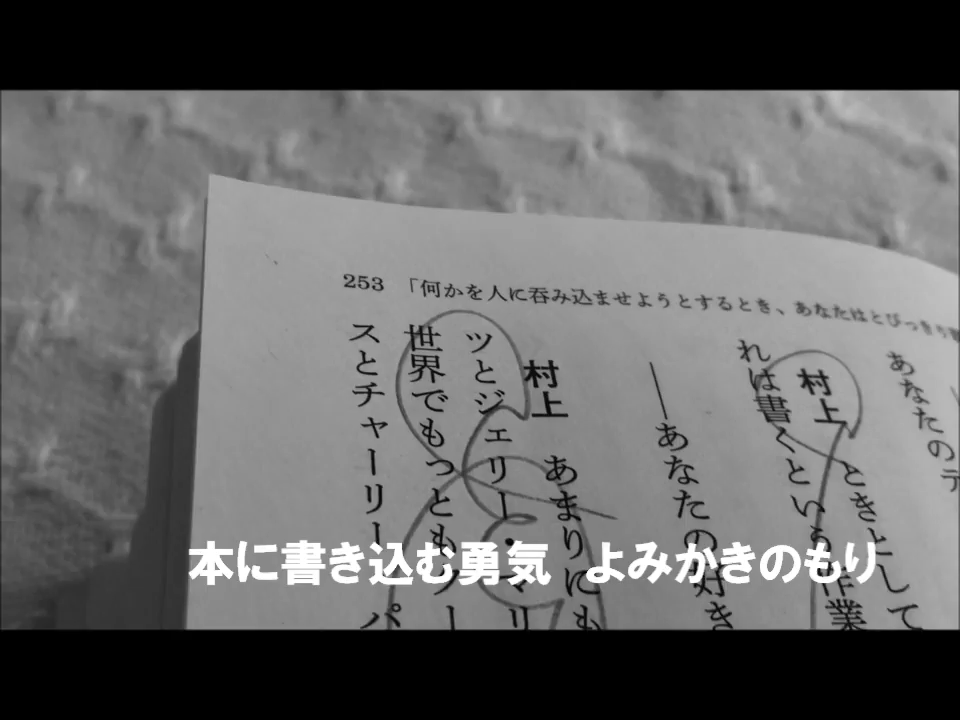 253 「何かを人に呑み込ませようとするとき、あなたはとびっきり
あなたのテ
村上 ときとして
れは書くという作業
――あなたの好き
村上 あまりにも
ツとジェリー・マリ
世界でもっともクー
スとチャーリー パ
本に書き込む勇気 よみかきのもり